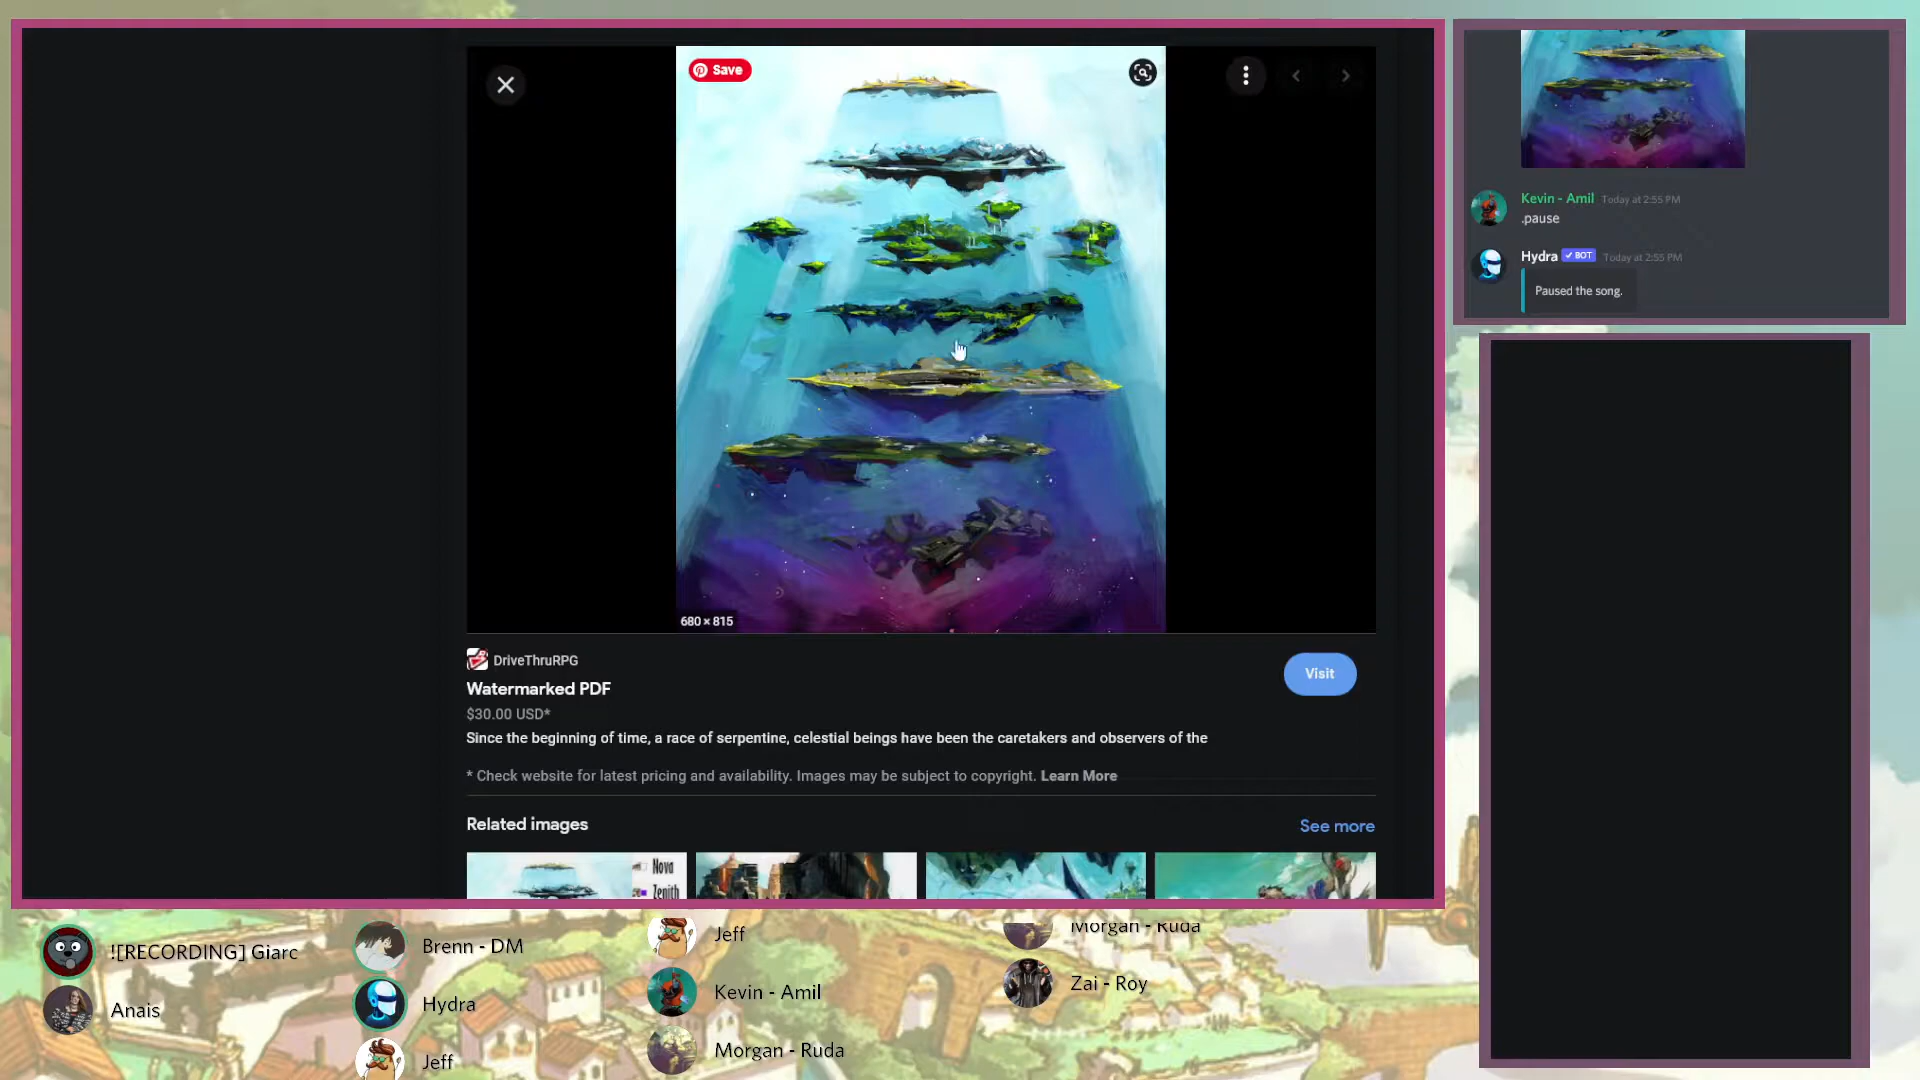 Save
680 × 815
DriveThruRPG
Watermarked PDF
$30.00 USD*
Since the beginning of time, a race of serpentine, celestial beings have been the caretakers and observers of the
* Check website for latest pricing and availability. Images may be subject to copyright. Learn More
Visit
Related images
See more
Nova
Zenith
Kevin - Amil Today at 2:55 PM
.pause
Hydra BOT Today at 2:55 PM
Paused the song.
![RECORDING] Giarc
Anais
Brenn - DM
Hydra
Jeff
Jeff
Kevin - Amil
Morgan - Ruda
Morgan - Ruda
Zai - Roy